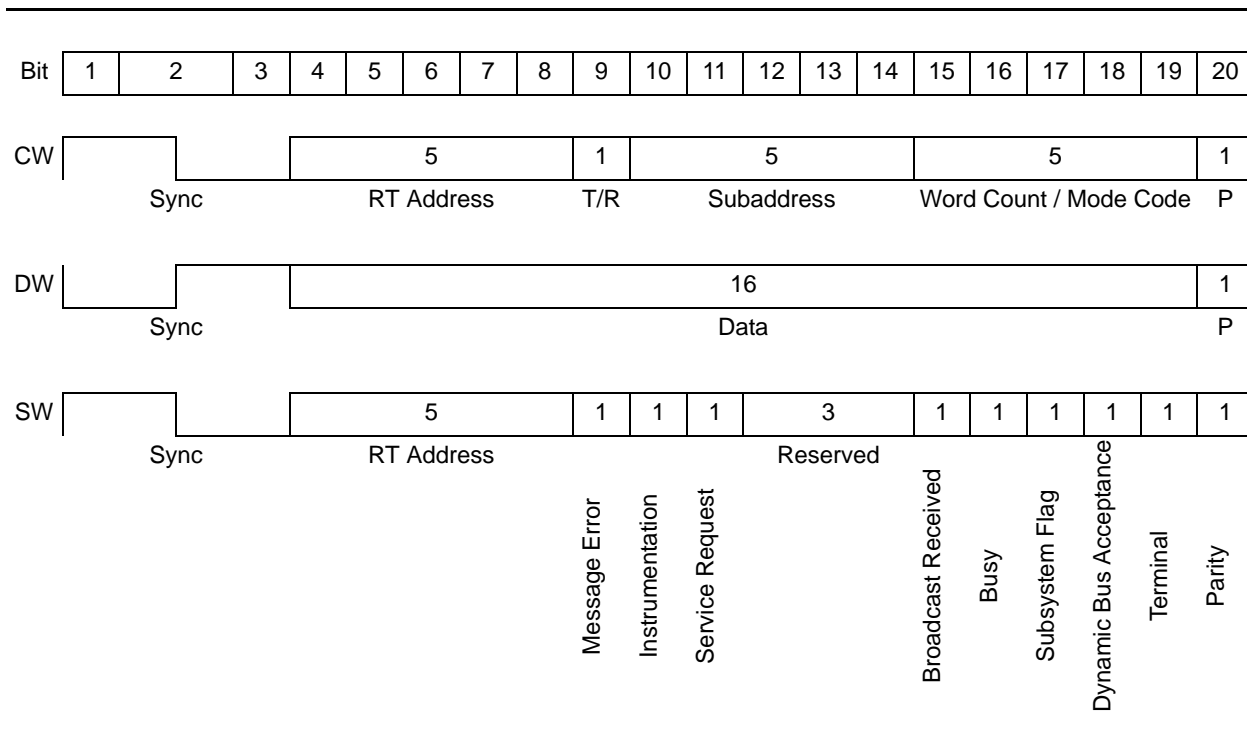 Bit 1 2 3 4 5 6 7 8 9 10 11 12 13 14 15 16 17 18 19 20
CW 5 1 5 5 1
Sync RT Address T/R Subaddress Word Count / Mode Code P
DW 16 1
Sync Data P
SW 5 1 1 1 3 1 1 1 1 1 1
Sync RT Address Reserved
Message Error
Instrumentation
Service Request
Broadcast Received
Busy
Subsystem Flag
Dynamic Bus Acceptance
Terminal
Parity